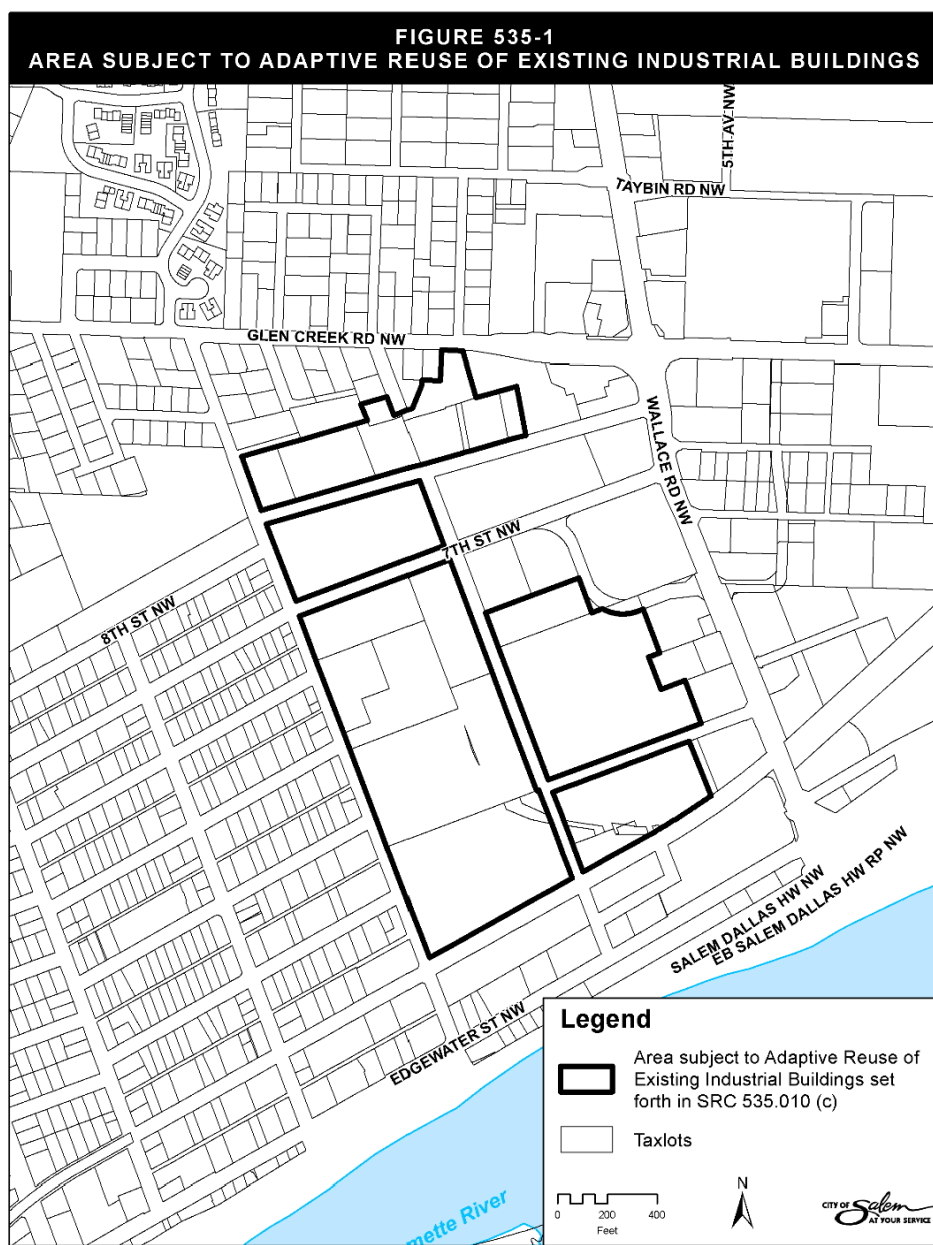 FIGURE 535-1
AREA SUBJECT TO ADAPTIVE REUSE OF EXISTING INDUSTRIAL BUILDINGS
5TH AV NW
TAYBIN RD NW
GLEN CREEK RD NW
WALLACE RD NW
7TH ST NW
8TH ST NW
SALEM DALLAS HW NW
EB SALEM DALLAS HW RP NW
EDGEWATER ST NW
mette River
Legend
Area subject to Adaptive Reuse of
Existing Industrial Buildings set
forth in SRC 535.010 (c)
Taxlots
0 200 400
Feet
N
CITY OF Salem
AT YOUR SERVICE